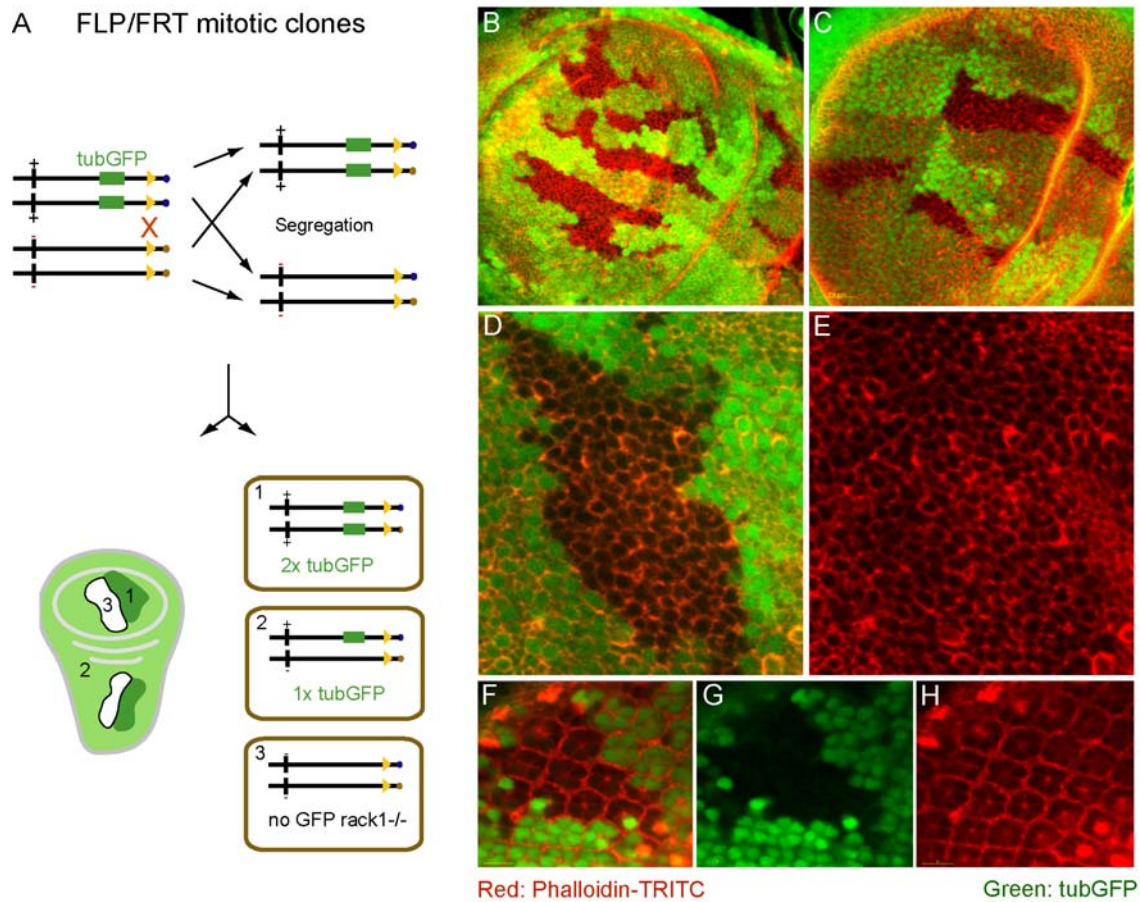 A FLP/FRT mitotic clones
tubGFP
+
+
X
-
-
+
+
Segregation
-
-
1
+
+
2x tubGFP
2
+
-
1x tubGFP
3
-
-
no GFP rack1-/-
3
1
2
B
C
D
E
F
G
H
Red: Phalloidin-TRITC
Green: tubGFP